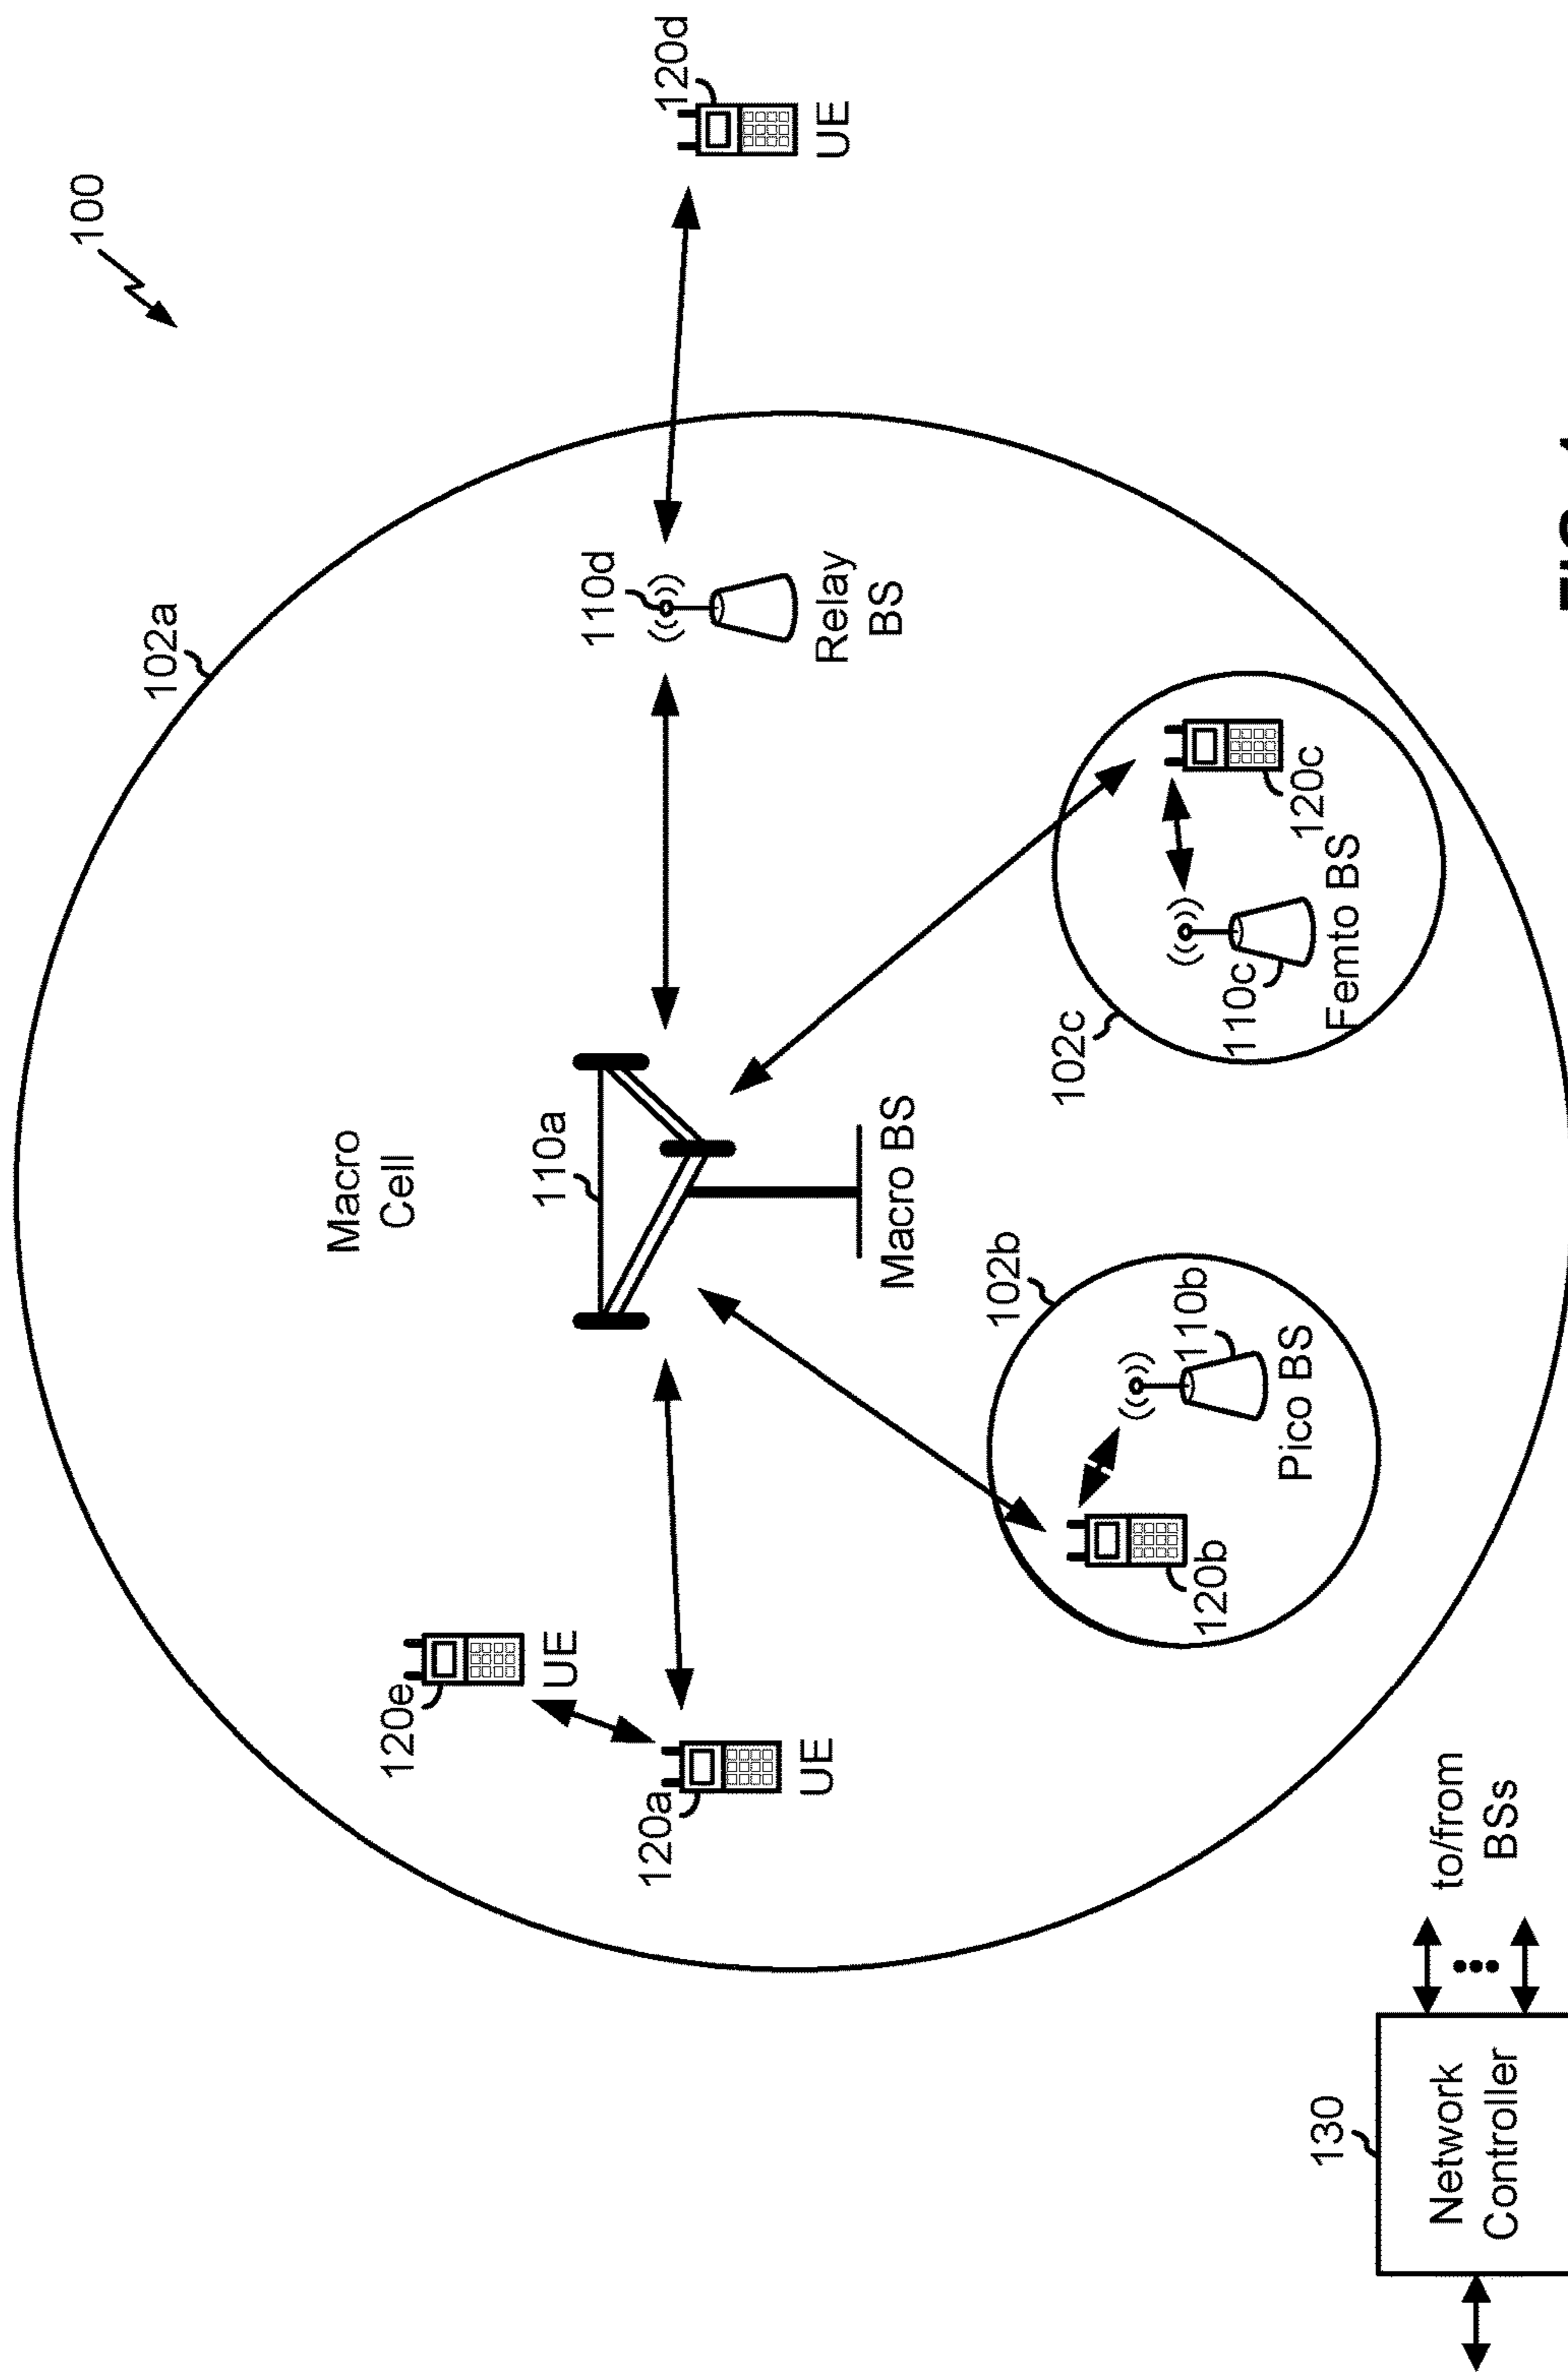 100
102a
Macro
Cell
120e
UE
110a
110d
120a
UE
120d
UE
Relay
BS
Macro BS
102b
110b
120b
Pico BS
102c
110c
120c
Femto BS
130
Network
Controller
to/from
BSs